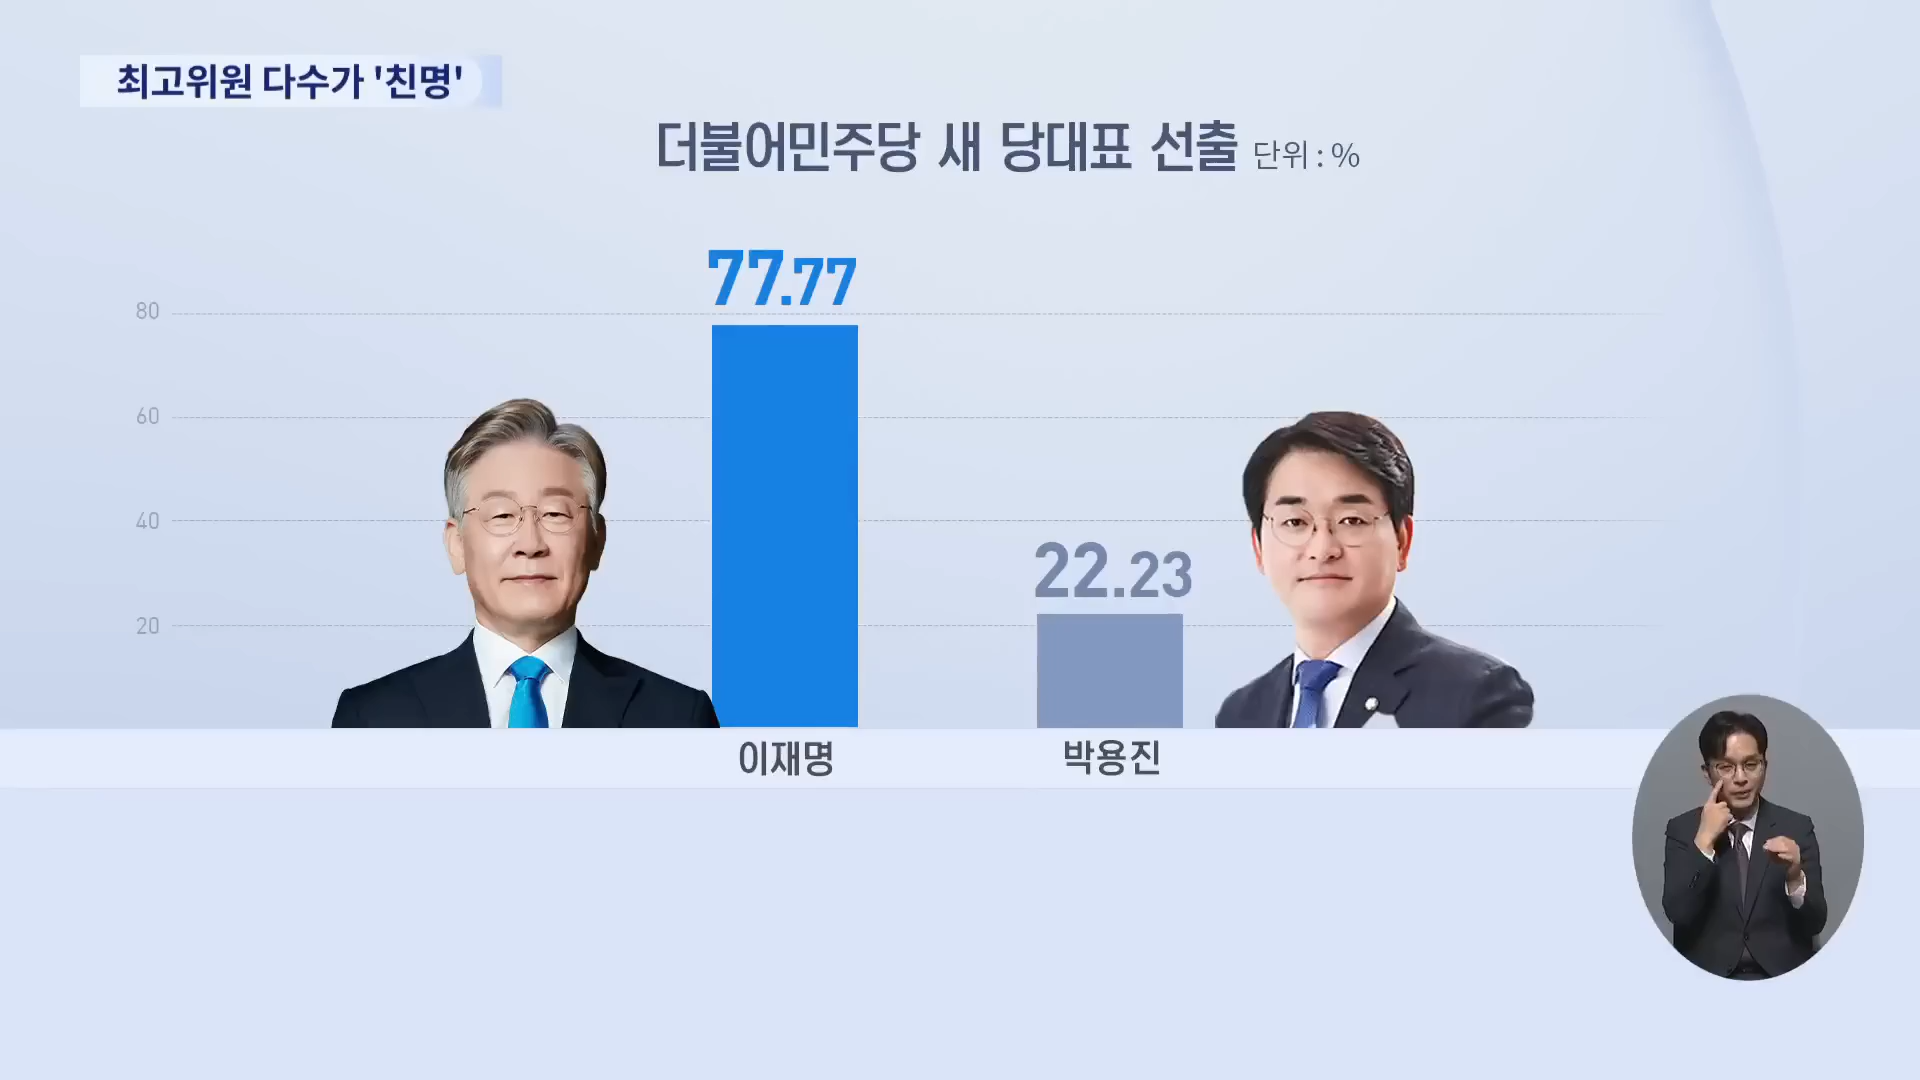 최고위원 다수가 '친명'
더불어민주당 새 당대표 선출 단위 : %
77.77
80
60
40
22.23
20
이재명
박용진